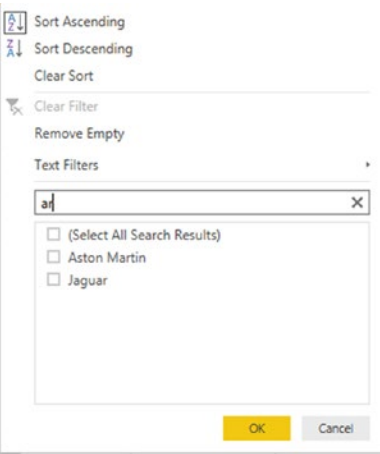 Sort Ascending
Sort Descending
Clear Sort
Clear Filter
Remove Empty
Text Filters
ar
(Select All Search Results)
Aston Martin
Jaguar
OK Cancel